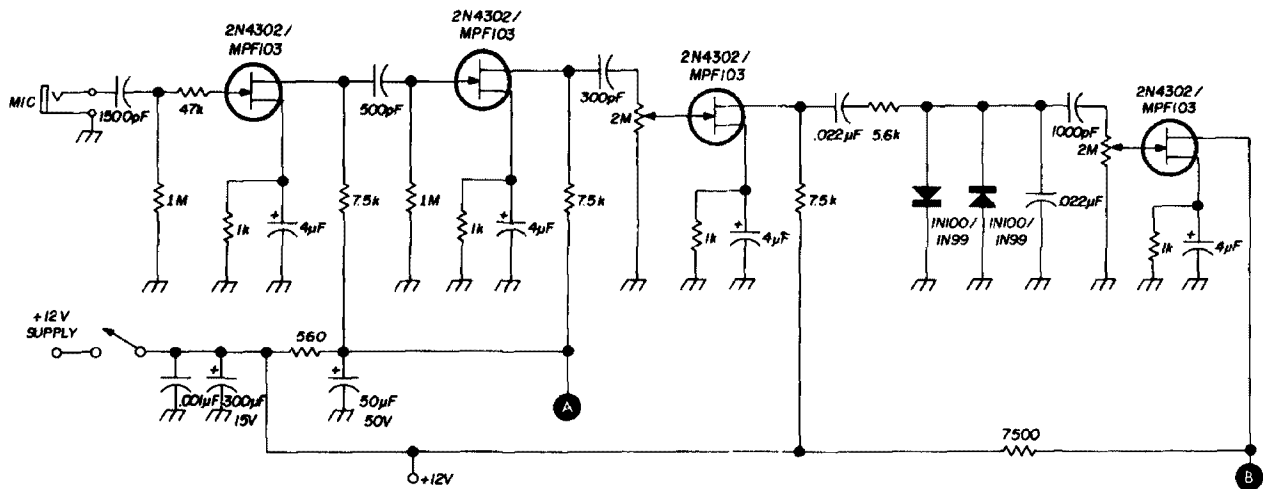 2N4302/
MPF103
2N4302/
MPF103
2N4302/
MPF103
2N4302/
MPF103
MIC
1500pF
47k
500pF
300pF
2M
.022µF
5.6k
1000pF
2M
1M
1k
4µF
7.5k
1M
1k
4µF
7.5k
1k
4µF
7.5k
1N100/
1N99
1N100/
1N99
.022µF
1k
4µF
+12V
SUPPLY
560
.001µF
300µF
15V
50µF
50V
A
7500
+12V
B